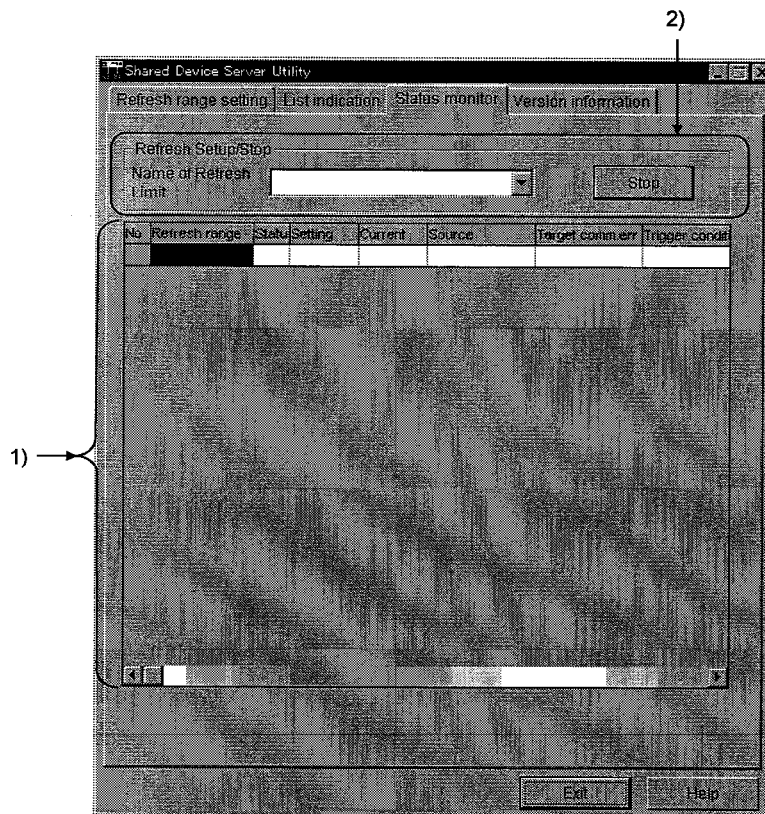 2)
Shared Device Server Utility
Refresh range setting List indication Status monitor Version information
Refresh Setup/Stop
Name of Refresh
Limit
Stop
No Refresh range Statu Setting Current Source Target comm.err Trigger condit
1)
Exit Help